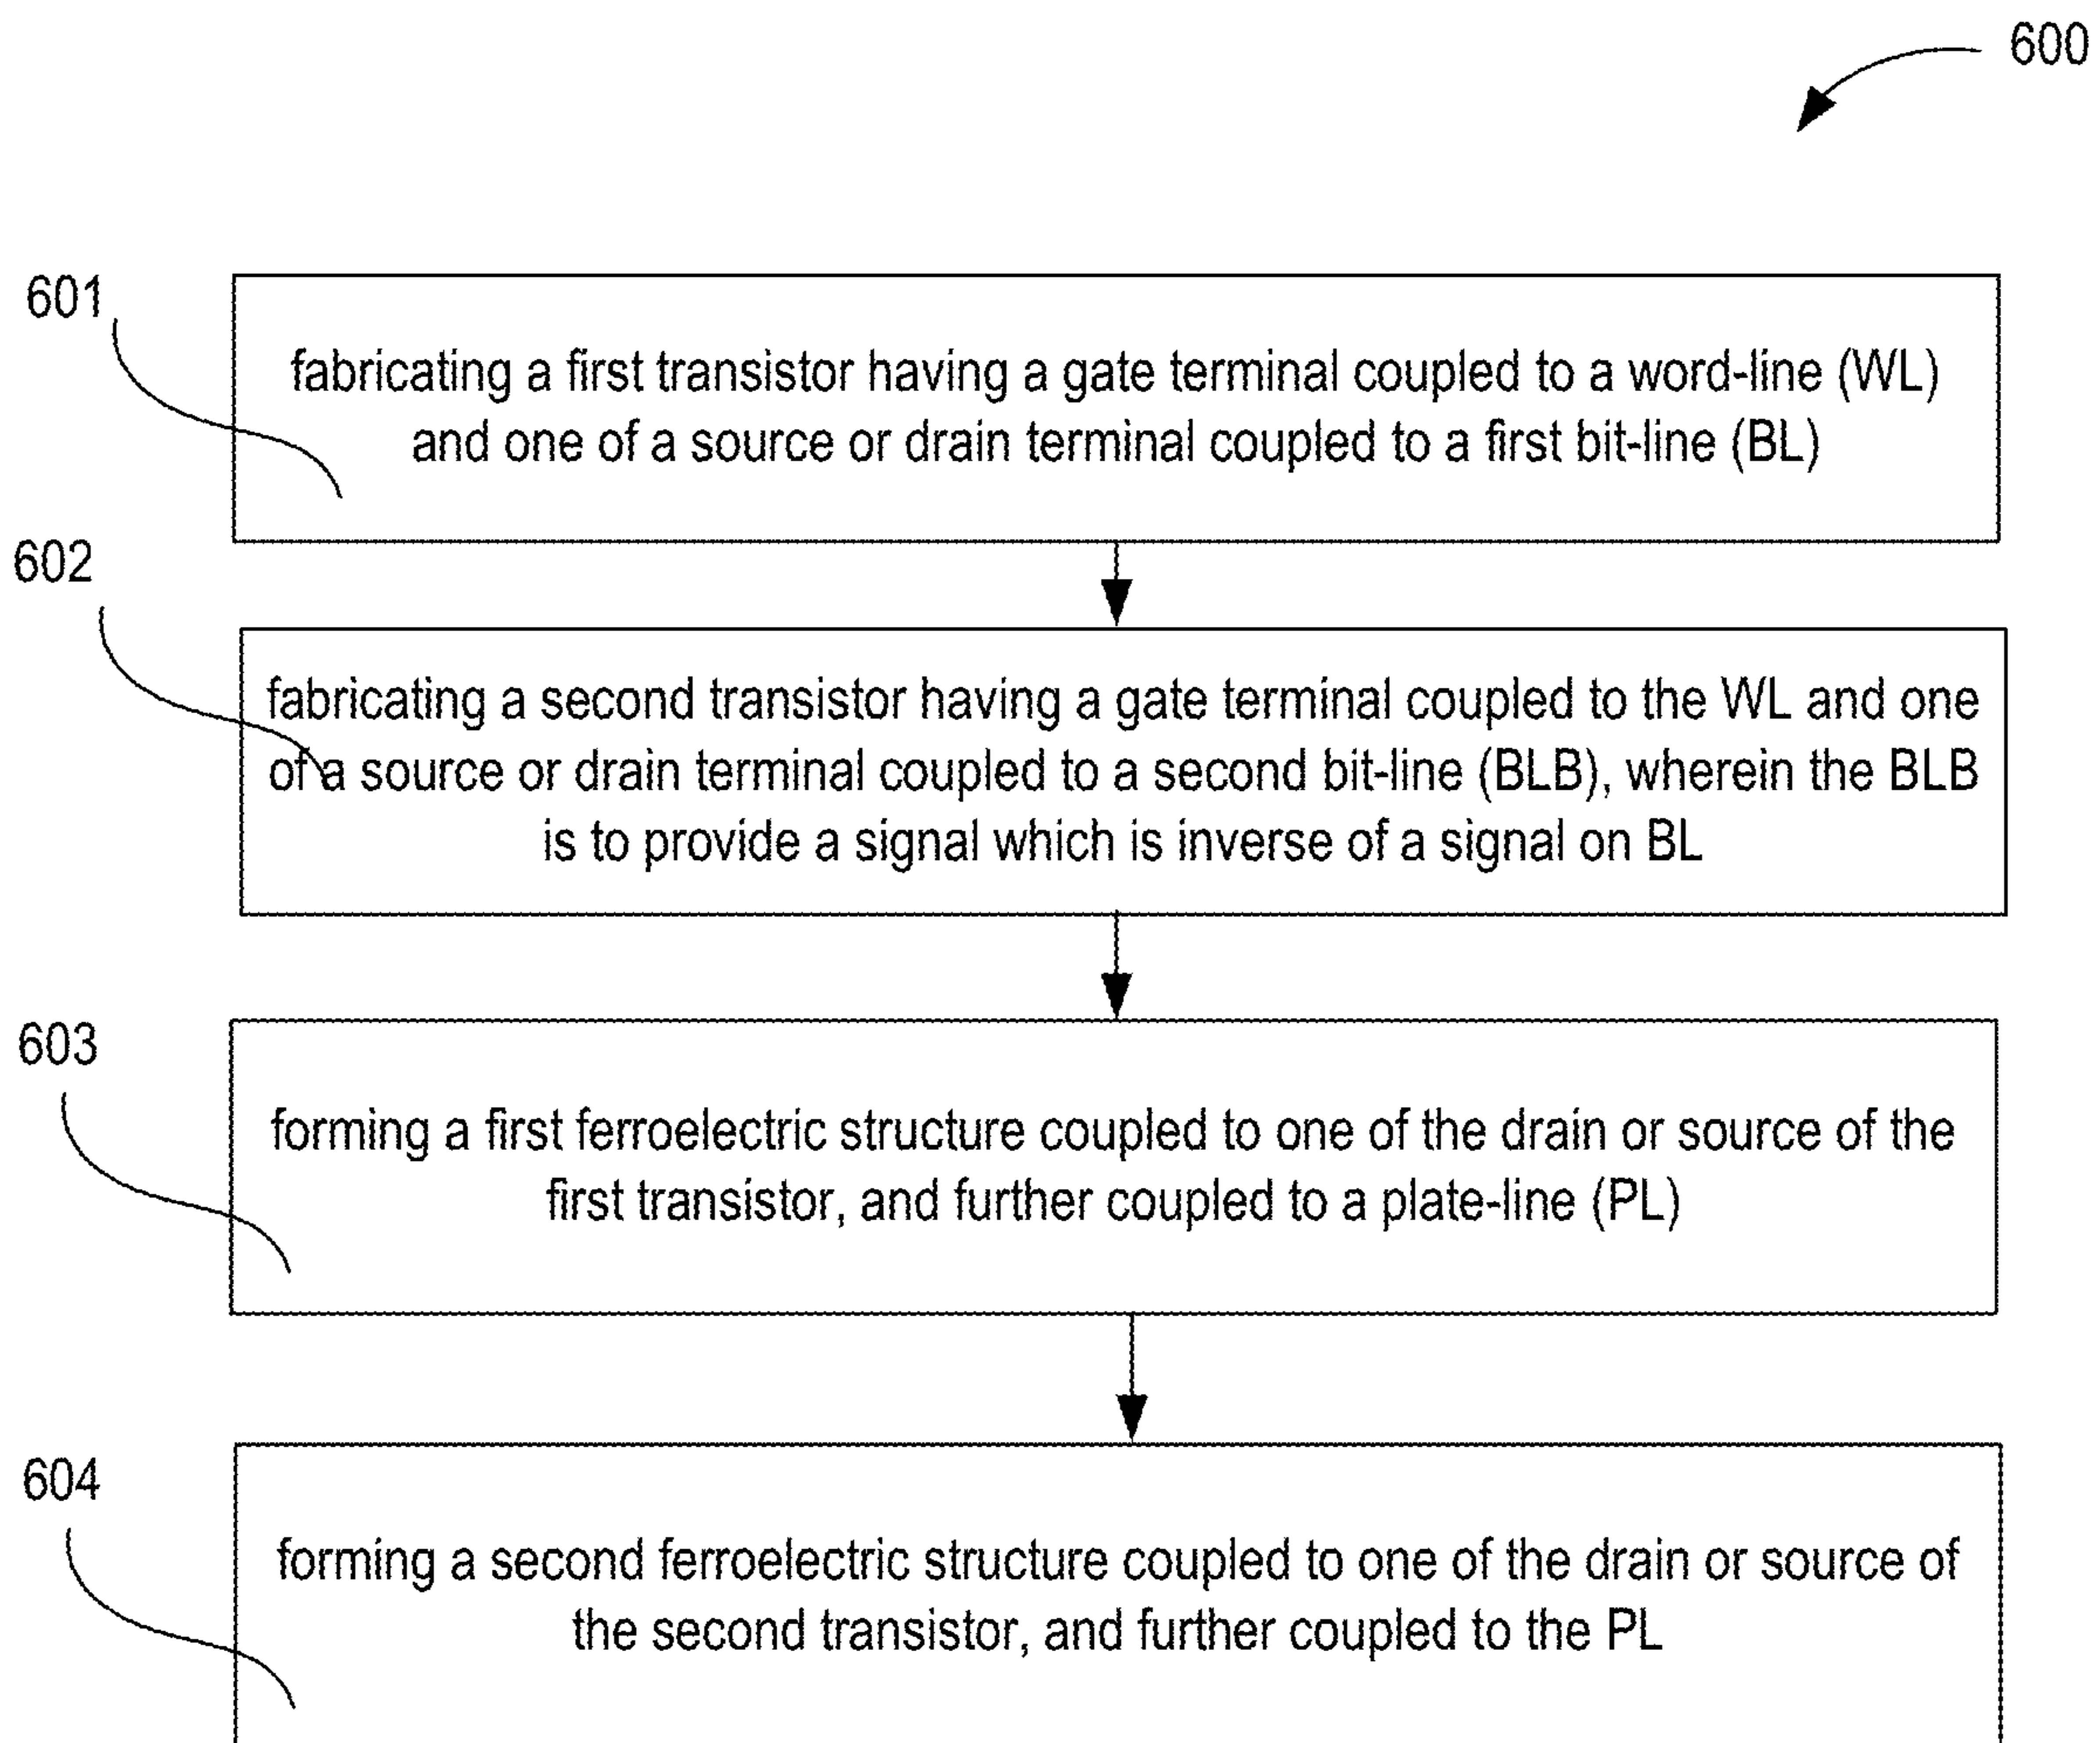 600
601
fabricating a first transistor having a gate terminal coupled to a word-line (WL)
and one of a source or drain terminal coupled to a first bit-line (BL)
602
fabricating a second transistor having a gate terminal coupled to the WL and one
of a source or drain terminal coupled to a second bit-line (BLB), wherein the BLB
is to provide a signal which is inverse of a signal on BL
603
forming a first ferroelectric structure coupled to one of the drain or source of the
first transistor, and further coupled to a plate-line (PL)
604
forming a second ferroelectric structure coupled to one of the drain or source of
the second transistor, and further coupled to the PL